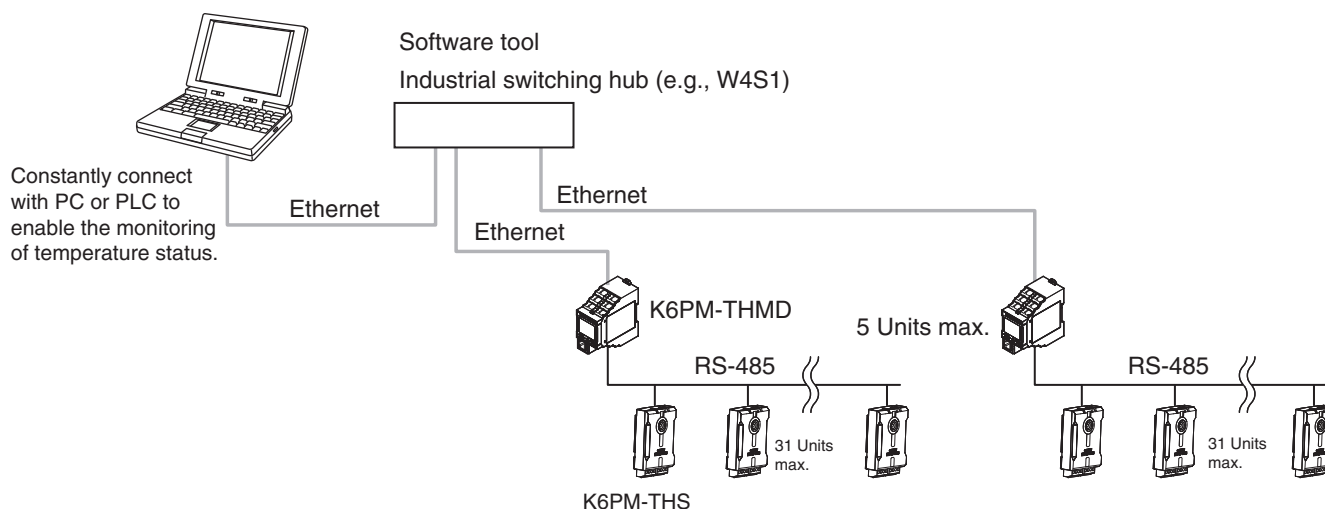 Software tool
Industrial switching hub (e.g., W4S1)
Constantly connect
with PC or PLC to
enable the monitoring
of temperature status.
Ethernet
Ethernet
Ethernet
K6PM-THMD
5 Units max.
RS-485
RS-485
31 Units
max.
31 Units
max.
K6PM-THS